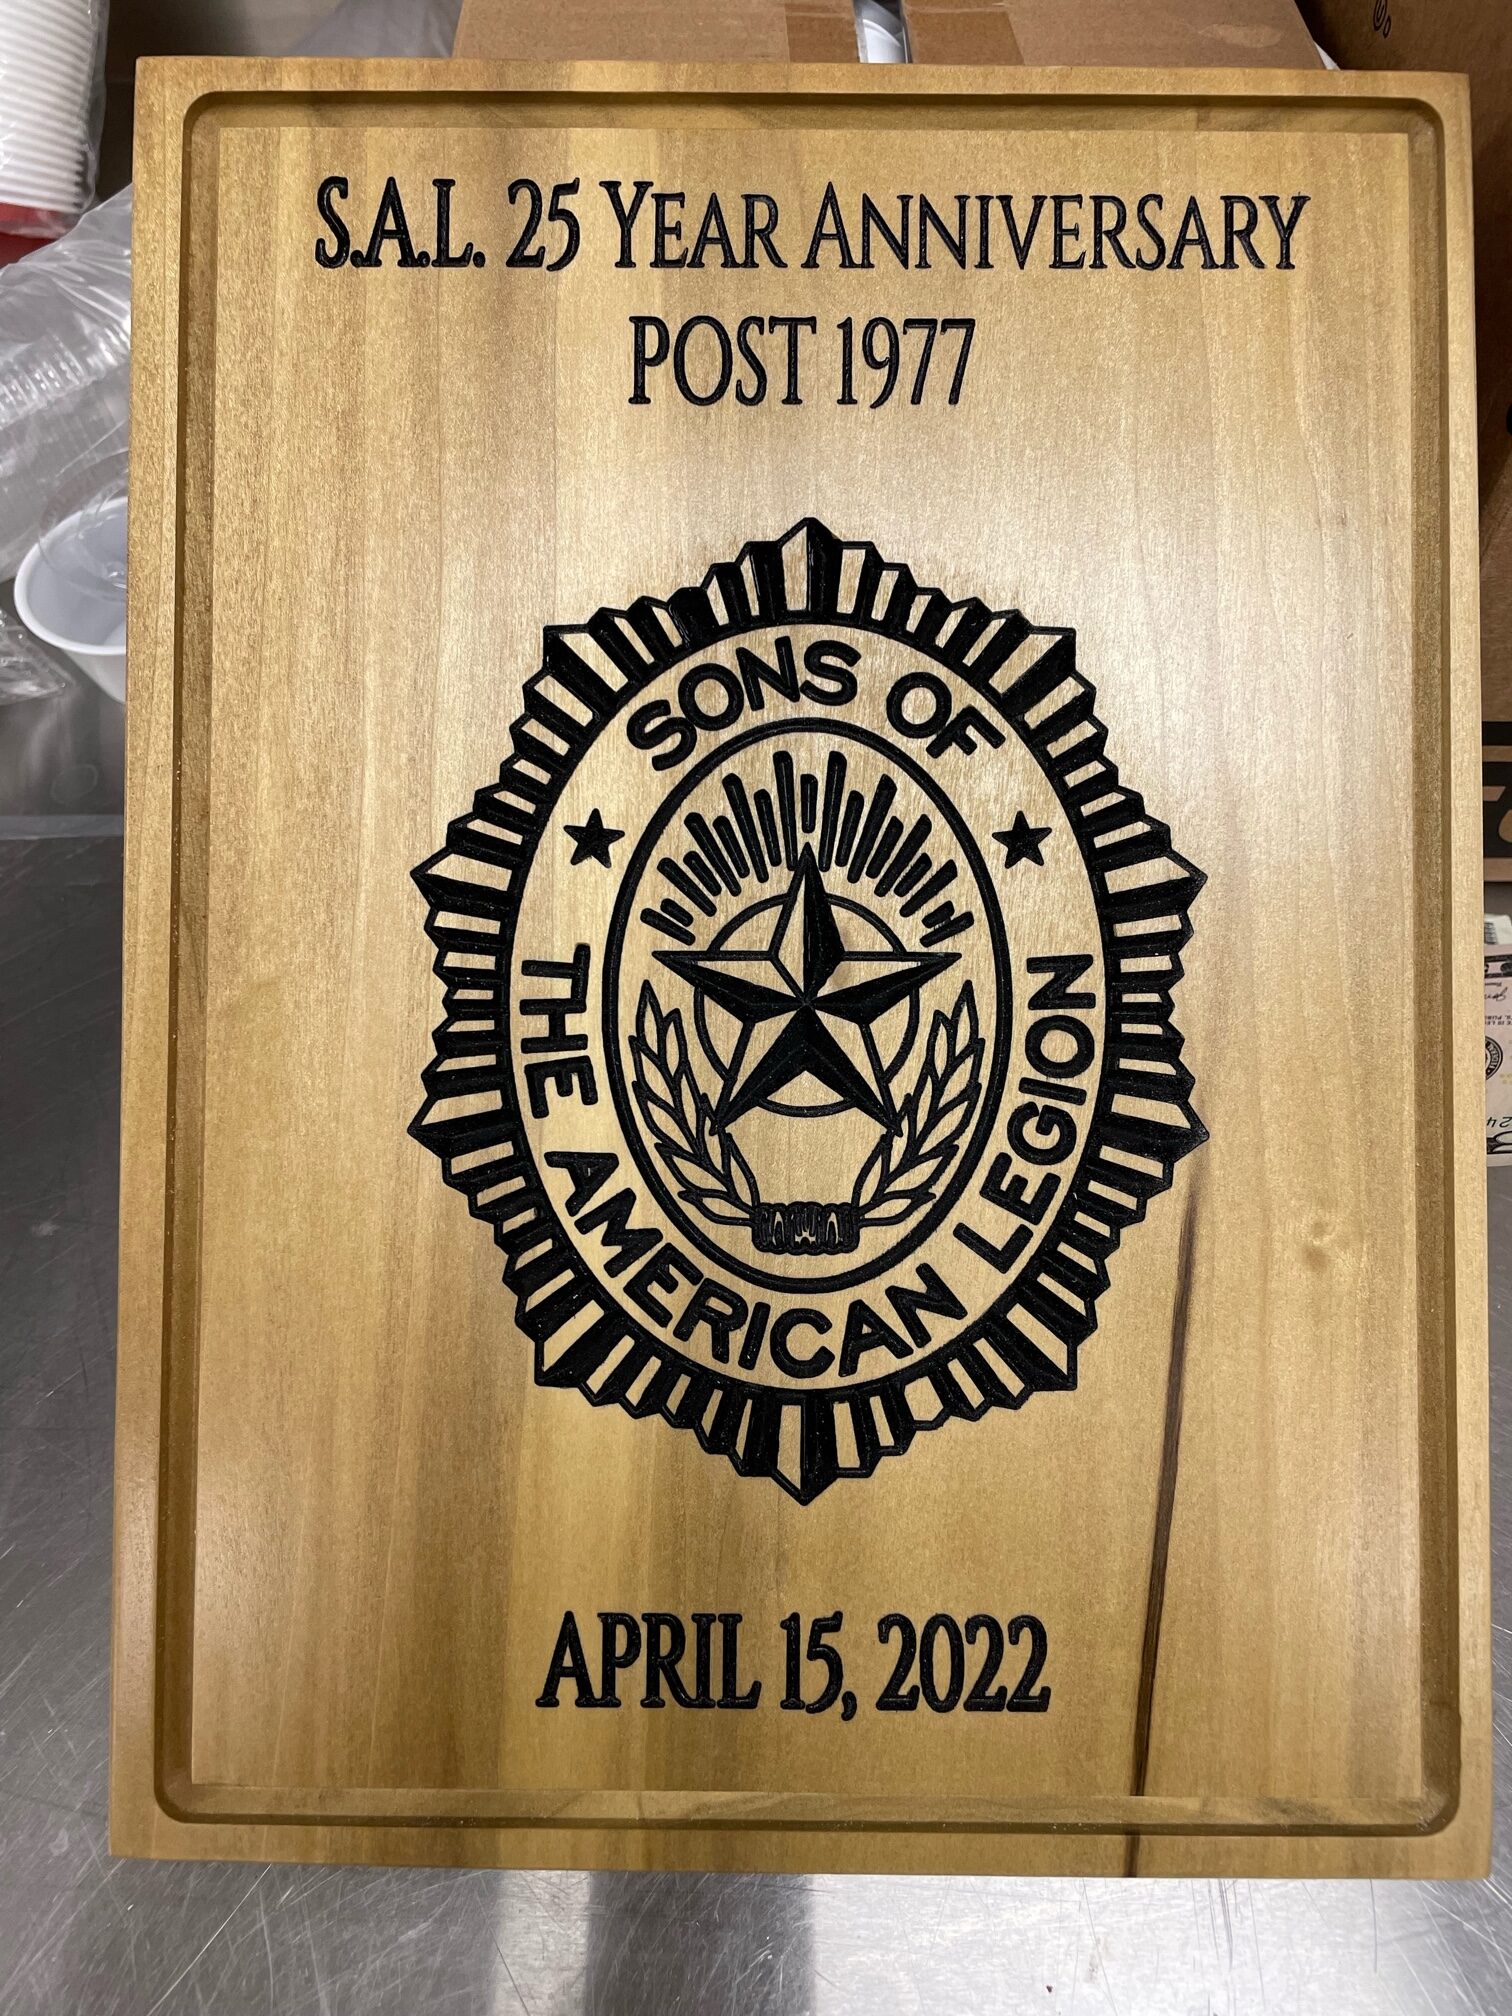 S.A.L. 25 YEAR ANNIVERSARY
POST 1977
SONS OF
THE AMERICAN LEGION
APRIL 15, 2022